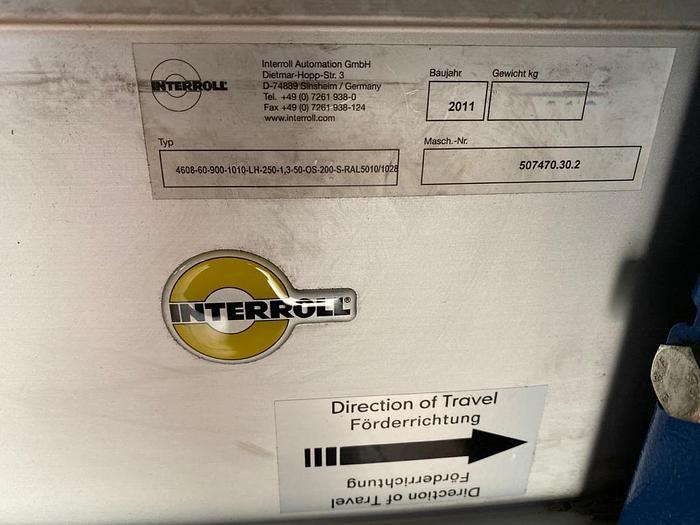 INTERROLL
Interroll Automation GmbH
Dietmar-Hopp-Str. 3
D-74889 Sinsheim / Germany
Tel. +49 (0) 7261 938-0
Fax +49 (0) 7261 938-124
www.interroll.com
Baujahr
Gewicht kg
2011
Typ
Masch.-Nr.
4608-60-900-1010-LH-250-1,3-50-OS-200-S-RAL5010/1028
507470.30.2
INTERROLL®
Direction of Travel
Förderrichtung
Förderrichtung
Direction of Travel